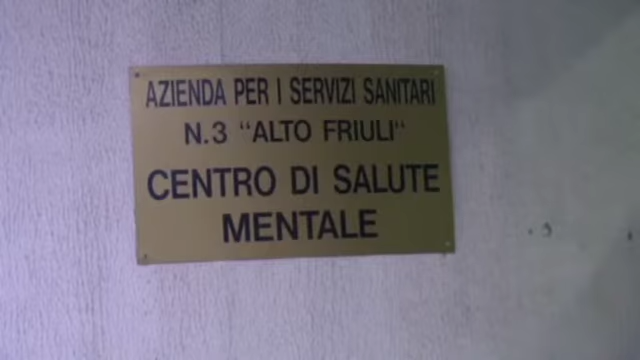 AZIENDA PER I SERVIZI SANITARI
N.3 "ALTO FRIULI"
CENTRO DI SALUTE
MENTALE